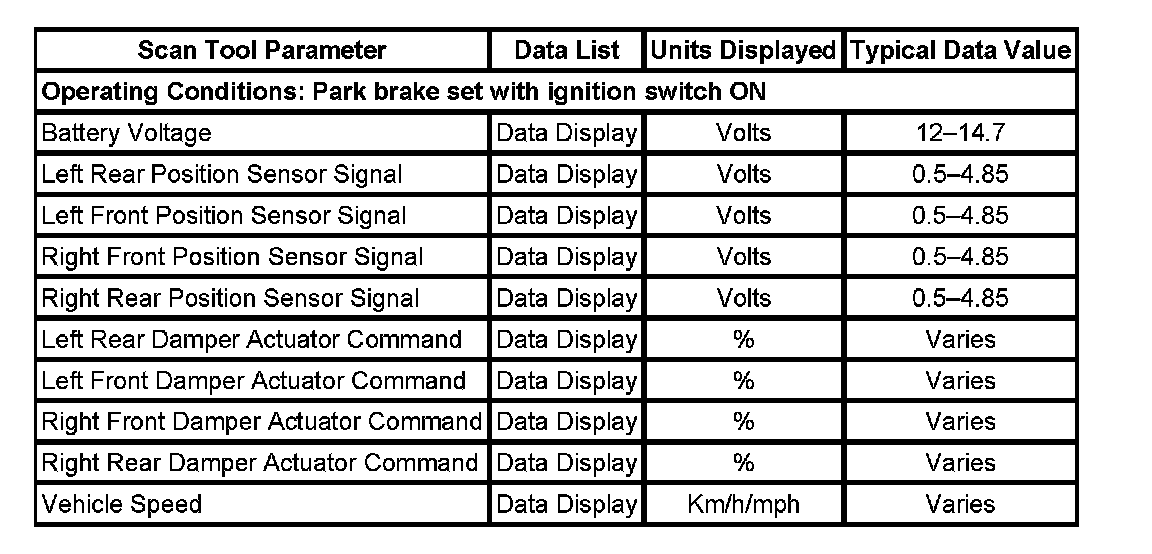 Scan Tool Parameter Data List Units Displayed Typical Data Value
Operating Conditions: Park brake set with ignition switch ON
Battery Voltage Data Display Volts 12–14.7
Left Rear Position Sensor Signal Data Display Volts 0.5–4.85
Left Front Position Sensor Signal Data Display Volts 0.5–4.85
Right Front Position Sensor Signal Data Display Volts 0.5–4.85
Right Rear Position Sensor Signal Data Display Volts 0.5–4.85
Left Rear Damper Actuator Command Data Display % Varies
Left Front Damper Actuator Command Data Display % Varies
Right Front Damper Actuator Command Data Display % Varies
Right Rear Damper Actuator Command Data Display % Varies
Vehicle Speed Data Display Km/h/mph Varies